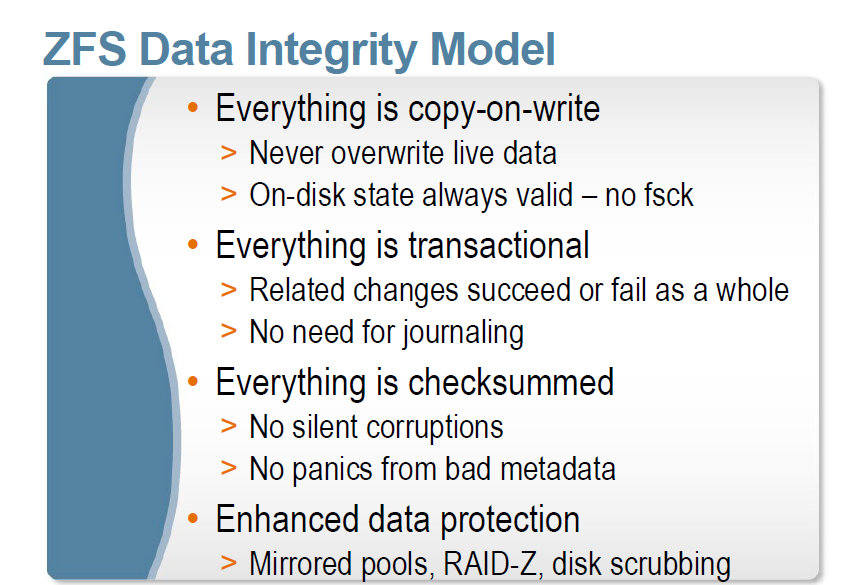 ZFS Data Integrity Model
• Everything is copy-on-write
> Never overwrite live data
> On-disk state always valid – no fsck
• Everything is transactional
> Related changes succeed or fail as a whole
> No need for journaling
• Everything is checksummed
> No silent corruptions
> No panics from bad metadata
• Enhanced data protection
> Mirrored pools, RAID-Z, disk scrubbing